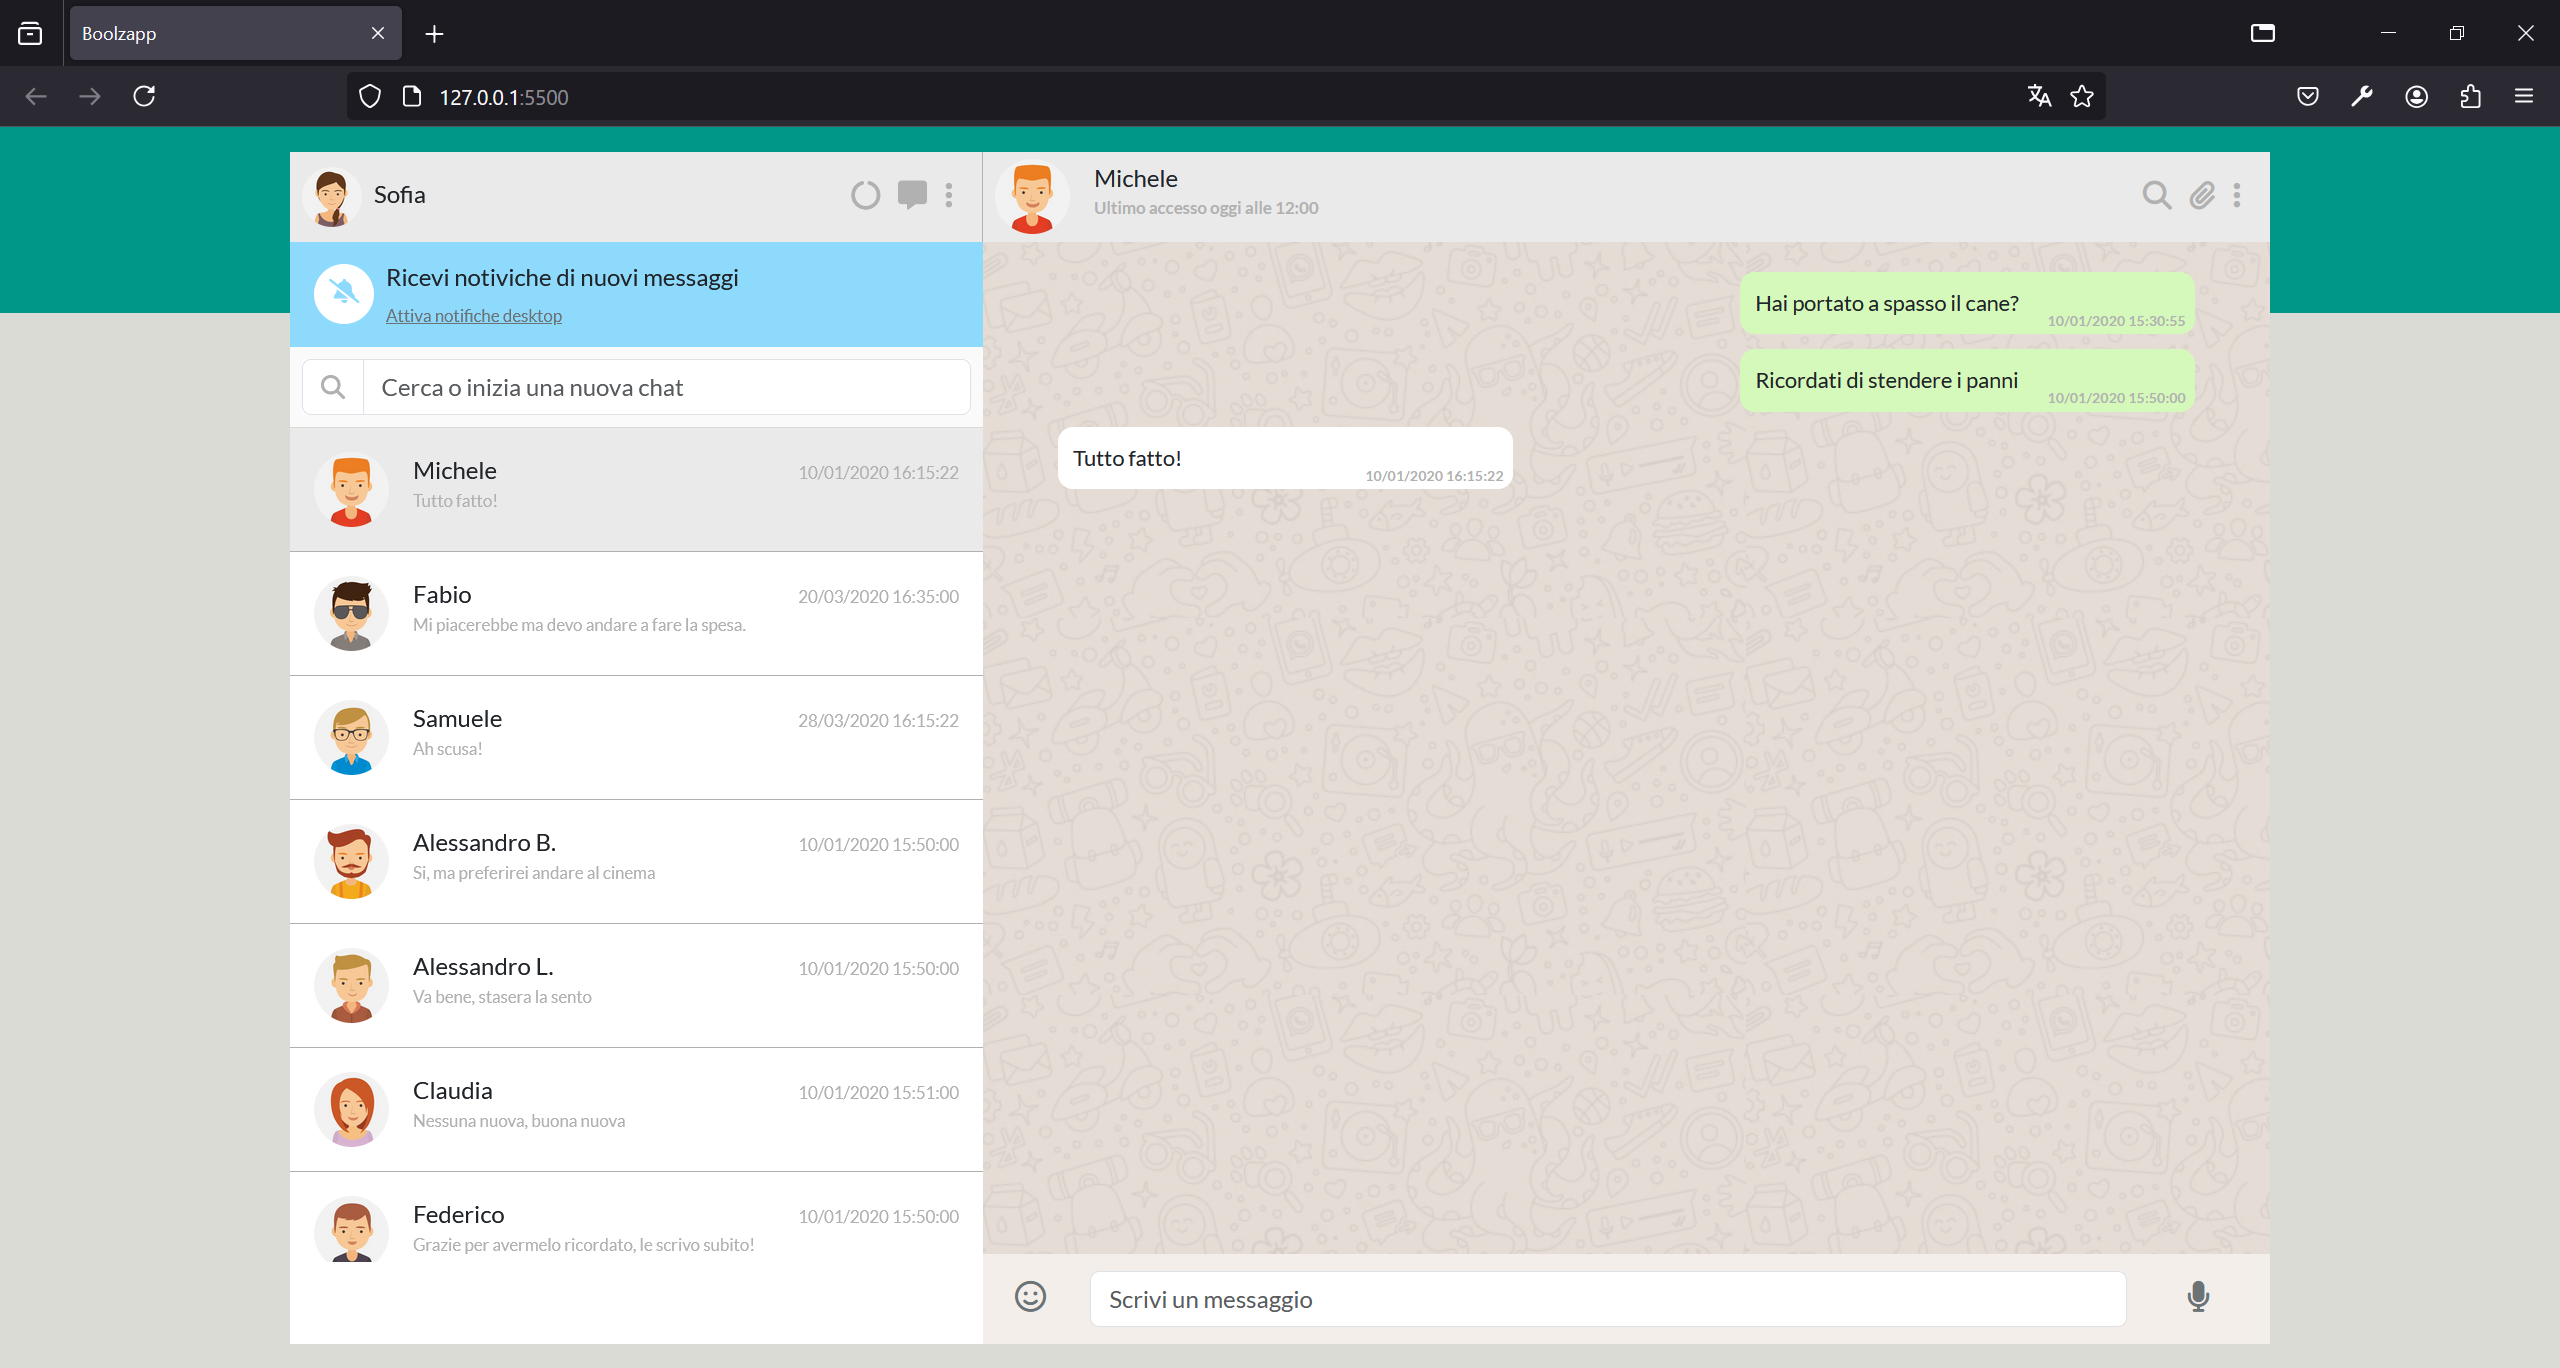 Boolzapp
127.0.0.1:5500
Sofia
Ricevi notiviche di nuovi messaggi
Attiva notifiche desktop
Cerca o inizia una nuova chat
Michele 10/01/2020 16:15:22
Tutto fatto!
Fabio 20/03/2020 16:35:00
Mi piacerebbe ma devo andare a fare la spesa.
Samuele 28/03/2020 16:15:22
Ah scusa!
Alessandro B. 10/01/2020 15:50:00
Si, ma preferirei andare al cinema
Alessandro L. 10/01/2020 15:50:00
Va bene, stasera la sento
Claudia 10/01/2020 15:51:00
Nessuna nuova, buona nuova
Federico 10/01/2020 15:50:00
Grazie per avermelo ricordato, le scrivo subito!
Michele
Ultimo accesso oggi alle 12:00
Hai portato a spasso il cane?
10/01/2020 15:30:55
Ricordati di stendere i panni
10/01/2020 15:50:00
Tutto fatto!
10/01/2020 16:15:22
Scrivi un messaggio